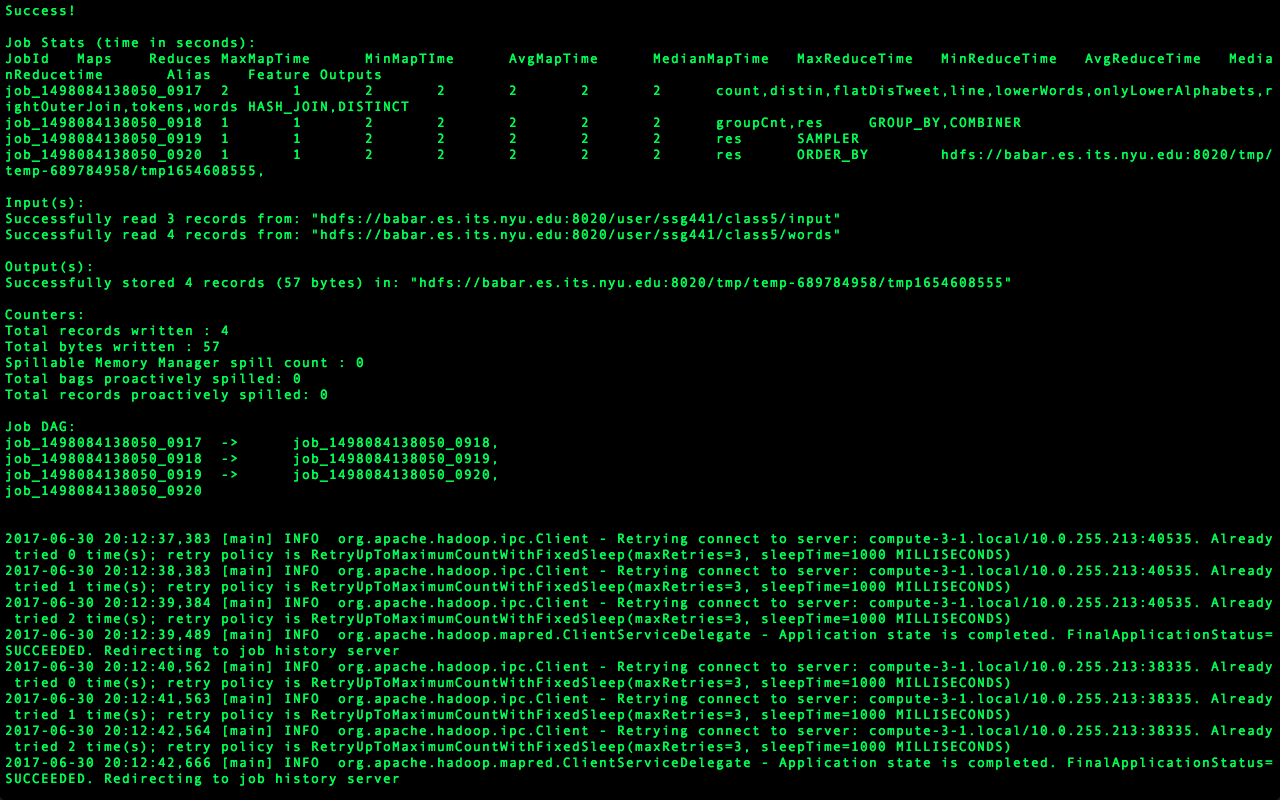 Success!
Job Stats (time in seconds):
JobId   Maps    Reduces MaxMapTime      MinMapTIme      AvgMapTime      MedianMapTime   MaxReduceTime   MinReduceTime   AvgReduceTime   Media
nReducetime       Alias    Feature Outputs
job_1498084138050_0917  2       1       2       2       2       2       2       count,distin,flatDisTweet,line,lowerWords,onlyLowerAlphabets,r
ightOuterJoin,tokens,words HASH_JOIN,DISTINCT
job_1498084138050_0918  1       1       2       2       2       2       2       groupCnt,res     GROUP_BY,COMBINER
job_1498084138050_0919  1       1       2       2       2       2       2       res      SAMPLER
job_1498084138050_0920  1       1       2       2       2       2       2       res      ORDER_BY        hdfs://babar.es.its.nyu.edu:8020/tmp/
temp-689784958/tmp1654608555,
Input(s):
Successfully read 3 records from: "hdfs://babar.es.its.nyu.edu:8020/user/ssg441/class5/input"
Successfully read 4 records from: "hdfs://babar.es.its.nyu.edu:8020/user/ssg441/class5/words"
Output(s):
Successfully stored 4 records (57 bytes) in: "hdfs://babar.es.its.nyu.edu:8020/tmp/temp-689784958/tmp1654608555"
Counters:
Total records written : 4
Total bytes written : 57
Spillable Memory Manager spill count : 0
Total bags proactively spilled: 0
Total records proactively spilled: 0
Job DAG:
job_1498084138050_0917  ->      job_1498084138050_0918,
job_1498084138050_0918  ->      job_1498084138050_0919,
job_1498084138050_0919  ->      job_1498084138050_0920,
job_1498084138050_0920
2017-06-30 20:12:37,383 [main] INFO  org.apache.hadoop.ipc.Client - Retrying connect to server: compute-3-1.local/10.0.255.213:40535. Already
 tried 0 time(s); retry policy is RetryUpToMaximumCountWithFixedSleep(maxRetries=3, sleepTime=1000 MILLISECONDS)
2017-06-30 20:12:38,383 [main] INFO  org.apache.hadoop.ipc.Client - Retrying connect to server: compute-3-1.local/10.0.255.213:40535. Already
 tried 1 time(s); retry policy is RetryUpToMaximumCountWithFixedSleep(maxRetries=3, sleepTime=1000 MILLISECONDS)
2017-06-30 20:12:39,384 [main] INFO  org.apache.hadoop.ipc.Client - Retrying connect to server: compute-3-1.local/10.0.255.213:40535. Already
 tried 2 time(s); retry policy is RetryUpToMaximumCountWithFixedSleep(maxRetries=3, sleepTime=1000 MILLISECONDS)
2017-06-30 20:12:39,489 [main] INFO  org.apache.hadoop.mapred.ClientServiceDelegate - Application state is completed. FinalApplicationStatus=
SUCCEEDED. Redirecting to job history server
2017-06-30 20:12:40,562 [main] INFO  org.apache.hadoop.ipc.Client - Retrying connect to server: compute-3-1.local/10.0.255.213:38335. Already
 tried 0 time(s); retry policy is RetryUpToMaximumCountWithFixedSleep(maxRetries=3, sleepTime=1000 MILLISECONDS)
2017-06-30 20:12:41,563 [main] INFO  org.apache.hadoop.ipc.Client - Retrying connect to server: compute-3-1.local/10.0.255.213:38335. Already
 tried 1 time(s); retry policy is RetryUpToMaximumCountWithFixedSleep(maxRetries=3, sleepTime=1000 MILLISECONDS)
2017-06-30 20:12:42,564 [main] INFO  org.apache.hadoop.ipc.Client - Retrying connect to server: compute-3-1.local/10.0.255.213:38335. Already
 tried 2 time(s); retry policy is RetryUpToMaximumCountWithFixedSleep(maxRetries=3, sleepTime=1000 MILLISECONDS)
2017-06-30 20:12:42,666 [main] INFO  org.apache.hadoop.mapred.ClientServiceDelegate - Application state is completed. FinalApplicationStatus=
SUCCEEDED. Redirecting to job history server